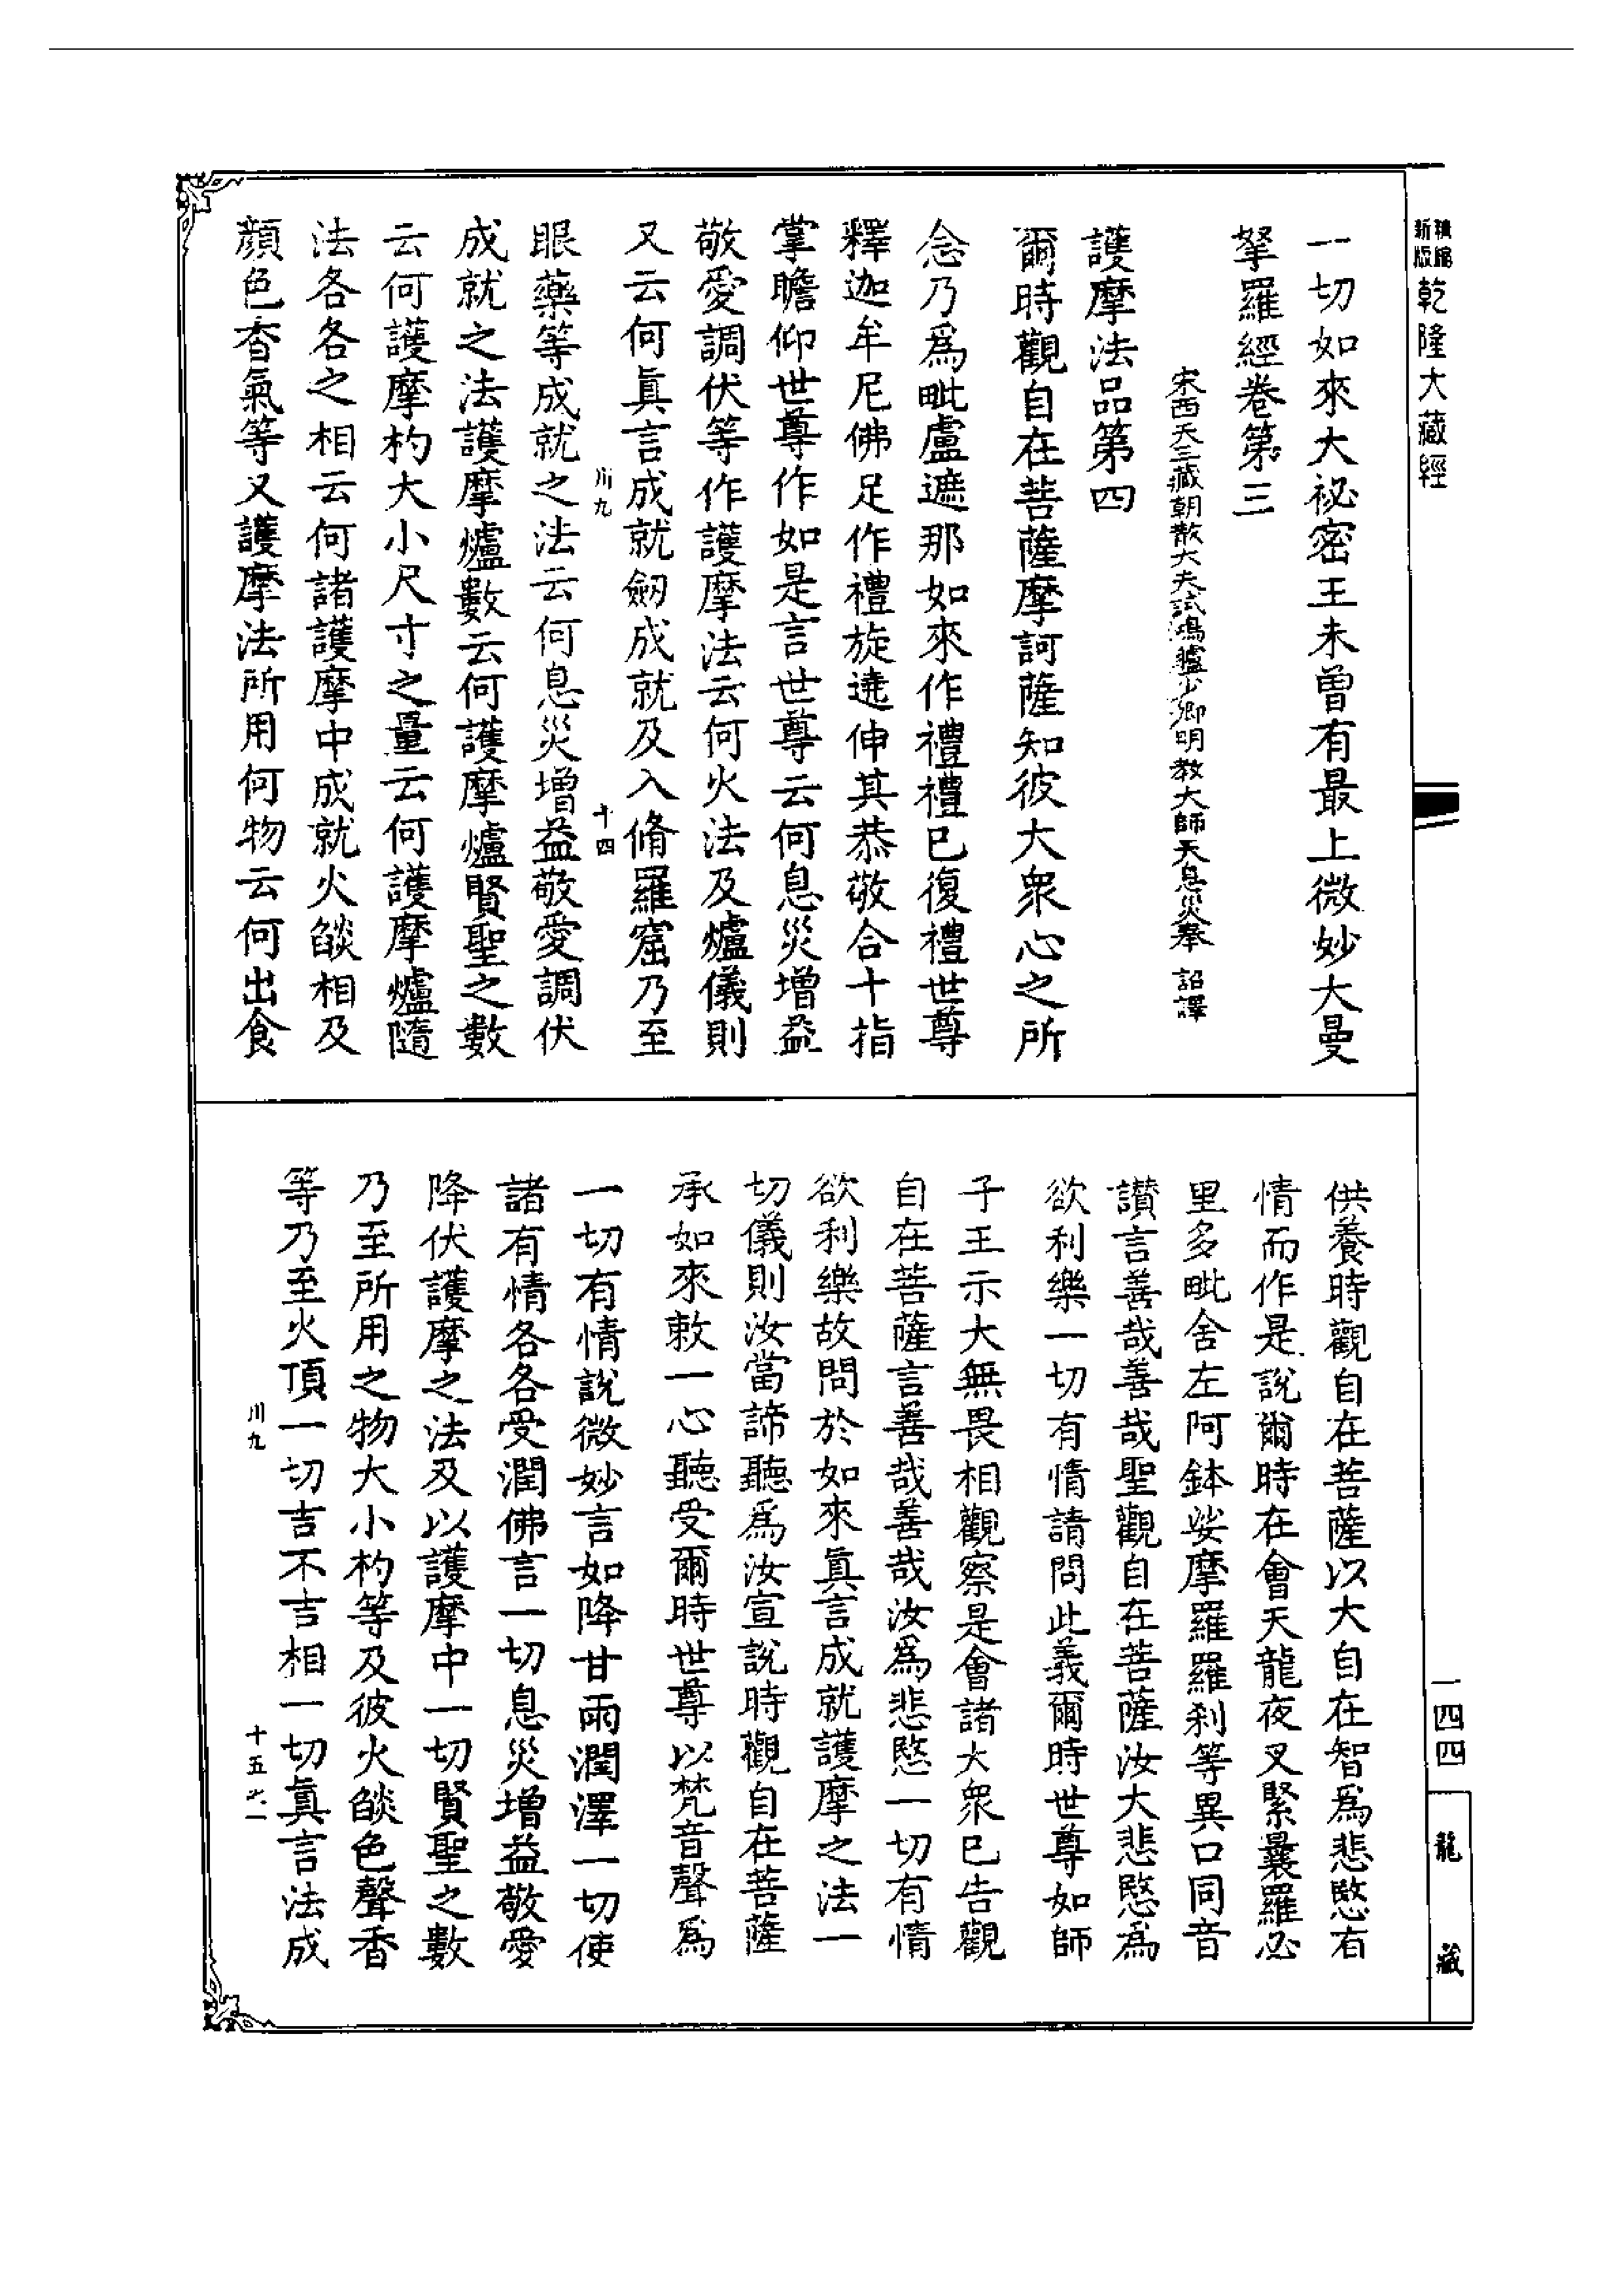 新版乾隆大藏經
一切如來大祕密王未曾有最上微妙大曼
拏羅經卷第三
宋西天三藏朝散大夫試鴻臚少卿明教大師天息災奉 詔譯
護摩法品第四
爾時觀自在菩薩摩訶薩知彼大衆心之所
念乃爲毗盧遮那如來作禮禮已復禮世尊
釋迦牟尼佛足作禮旋遶伸其恭敬合十指
掌瞻仰世尊作如是言世尊云何息災增益
敬愛調伏等作護摩法云何火法及爐儀則
又云何眞言成就劒成就及入脩羅窟乃至
川九 十四
眼藥等成就之法云何息災增益敬愛調伏
成就之法護摩爐數云何護摩爐賢聖之數
云何護摩杓大小尺寸之量云何護摩爐隨
法各各之相云何諸護摩中成就火燄相及
顏色香氣等又護摩法所用何物云何出食
供養時觀自在菩薩以大自在智爲悲愍有
情而作是說爾時在會天龍夜叉緊曩羅必
里多毗舍左阿鉢娑摩羅羅刹等異口同音
讃言善哉善哉聖觀自在菩薩汝大悲愍爲
欲利樂一切有情請問此義爾時世尊如師
子王示大無畏相觀察是會諸大衆已告觀
自在菩薩言善哉善哉汝爲悲愍一切有情
欲利樂故問於如來眞言成就護摩之法一
切儀則汝當諦聽爲汝宣說時觀自在菩薩
承如來敕一心聽受爾時世尊以梵音聲爲
一切有情說微妙言如降甘雨潤澤一切使
諸有情各各受潤佛言一切息災增益敬愛
降伏護摩之法及以護摩中一切賢聖之數
乃至所用之物大小杓等及彼火燄色聲香
等乃至火頂一切吉不吉相一切眞言法成
川九 十五之一
一四四
龍藏